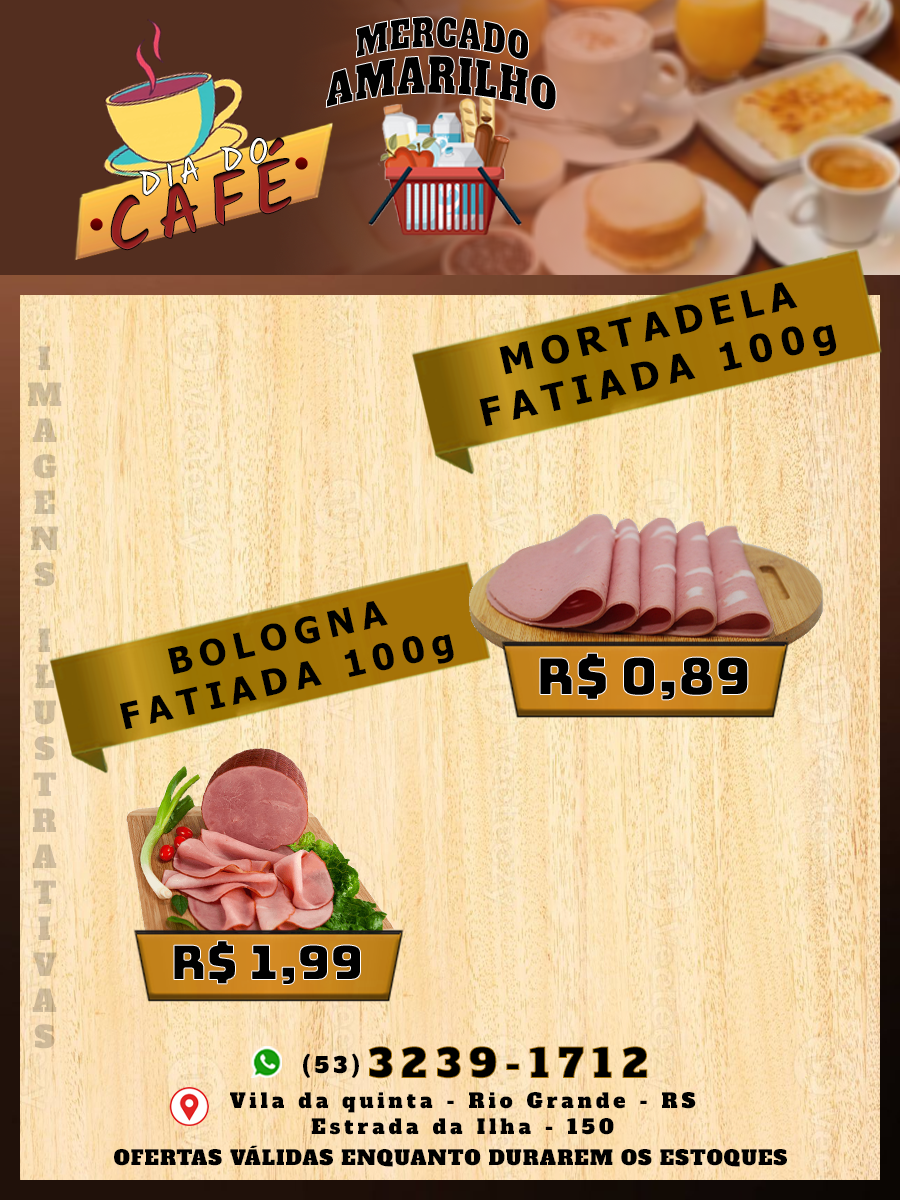 MERCADO
AMARILHO
DIA DO
CAFÉ
MORTADELA
FATIADA 100g
R$ 0,89
BOLOGNA
FATIADA 100g
R$ 1,99
IMAGENS ILUSTRATIVAS
(53) 3239-1712
Vila da quinta - Rio Grande - RS
Estrada da Ilha - 150
OFERTAS VÁLIDAS ENQUANTO DURAREM OS ESTOQUES